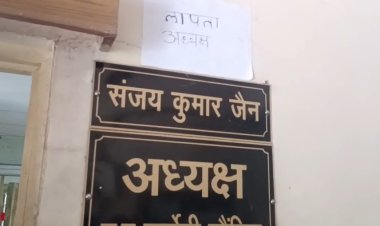 लापता
अध्यक्ष
संजय कुमार जैन
अध्यक्ष